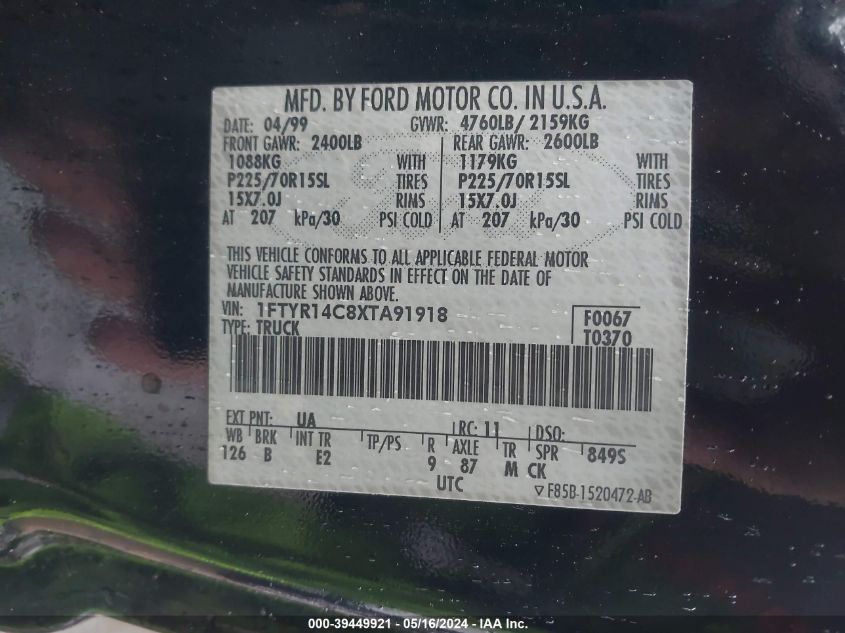 MFD. BY FORD MOTOR CO. IN U.S.A.
DATE: 04/99 GVWR: 4760LB/ 2159KG
FRONT GAWR: 2400LB REAR GAWR: 2600LB
1088KG WITH 1179KG WITH
P225/70R15SL TIRES P225/70R15SL TIRES
15X7.0J RIMS 15X7.0J RIMS
AT 207 kPa/30 PSI COLD AT 207 kPa/30 PSI COLD
THIS VEHICLE CONFORMS TO ALL APPLICABLE FEDERAL MOTOR
VEHICLE SAFETY STANDARDS IN EFFECT ON THE DATE OF
MANUFACTURE SHOWN ABOVE.
VIN: 1FTYR14C8XTA91918 F0067
TYPE: TRUCK T0370
EXT PNT: UA RC: 11 DSO:
WB BRK INT TR TP/PS R AXLE TR SPR 849S
126 B E2 9 87 M CK
UTC ▽ F85B-1520472-AB
000-39449921 - 05/16/2024 - IAA Inc.